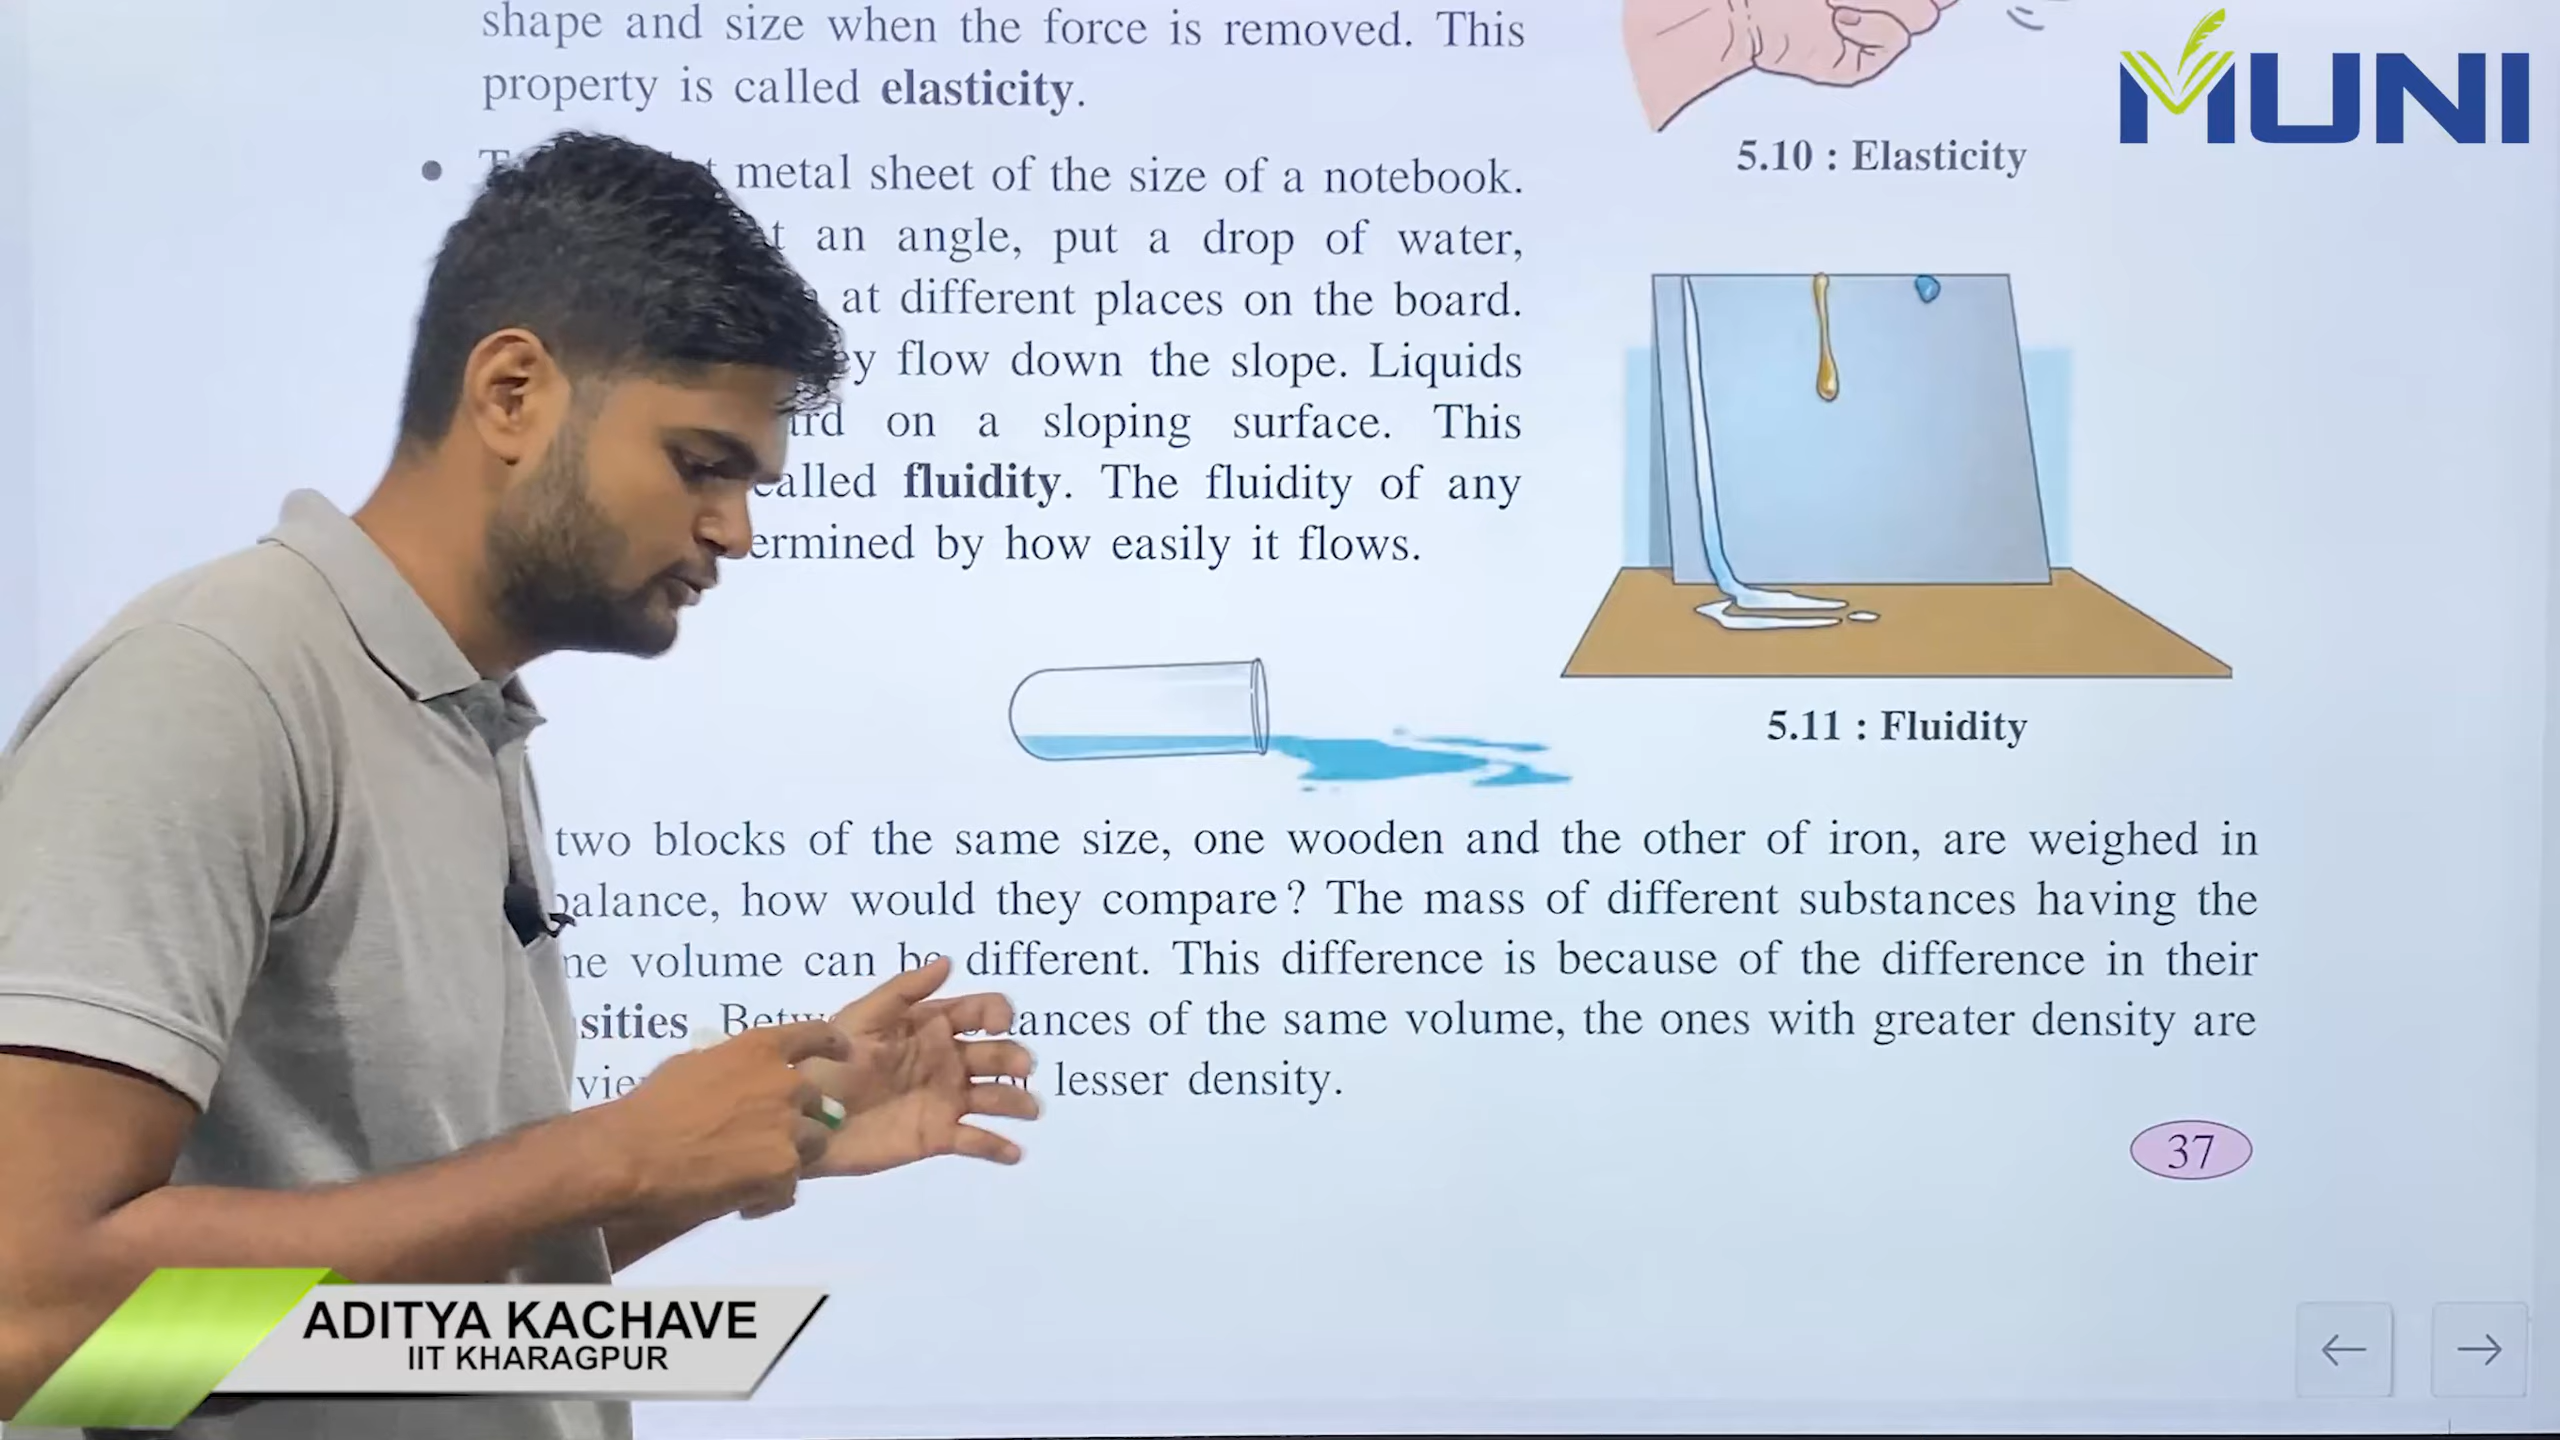 shape and size when the force is removed. This
property is called elasticity.
MUNI
5.10 : Elasticity
• metal sheet of the size of a notebook.
an angle, put a drop of water,
at different places on the board.
flow down the slope. Liquids
on a sloping surface. This
called fluidity. The fluidity of any
by how easily it flows.
5.11 : Fluidity
two blocks of the same size, one wooden and the other of iron, are weighed in
balance, how would they compare? The mass of different substances having the
volume can be different. This difference is because of the difference in their
of the same volume, the ones with greater density are
lesser density.
37
ADITYA KACHAVE
IIT KHARAGPUR
← →